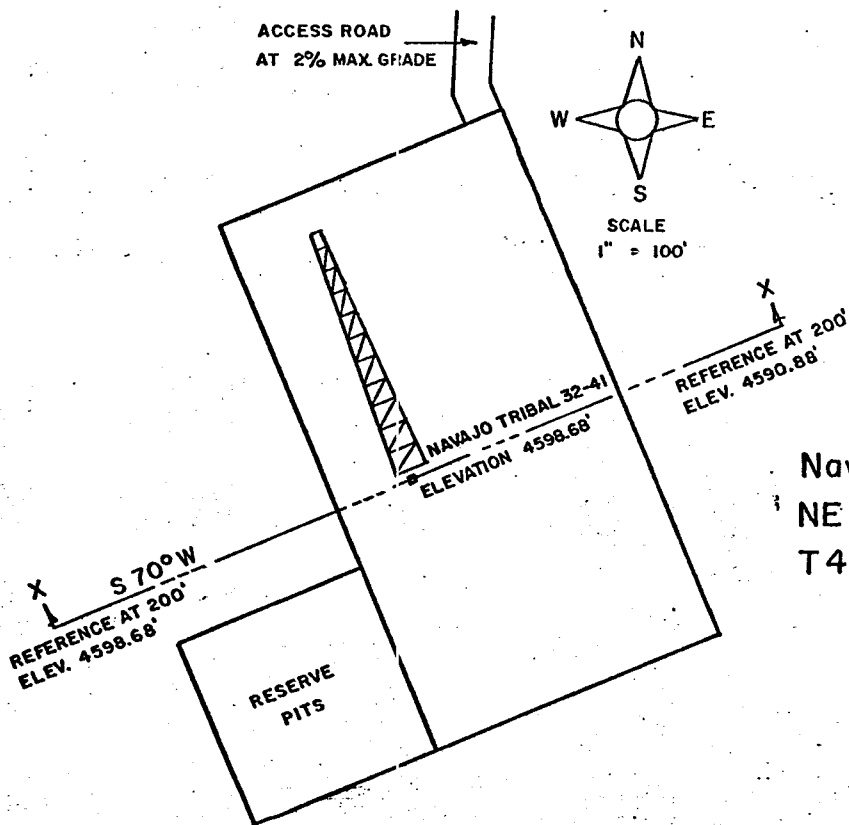 ACCESS ROAD
AT 2% MAX. GRADE
N
W
E
S
SCALE
1" = 100'
X
REFERENCE AT 200'
ELEV. 4590.88'
NAVAJO TRIBAL 32-41
ELEVATION 4598.68'
S 70° W
X
REFERENCE AT 200'
ELEV. 4598.68'
RESERVE
PITS
Nav
NE
T4